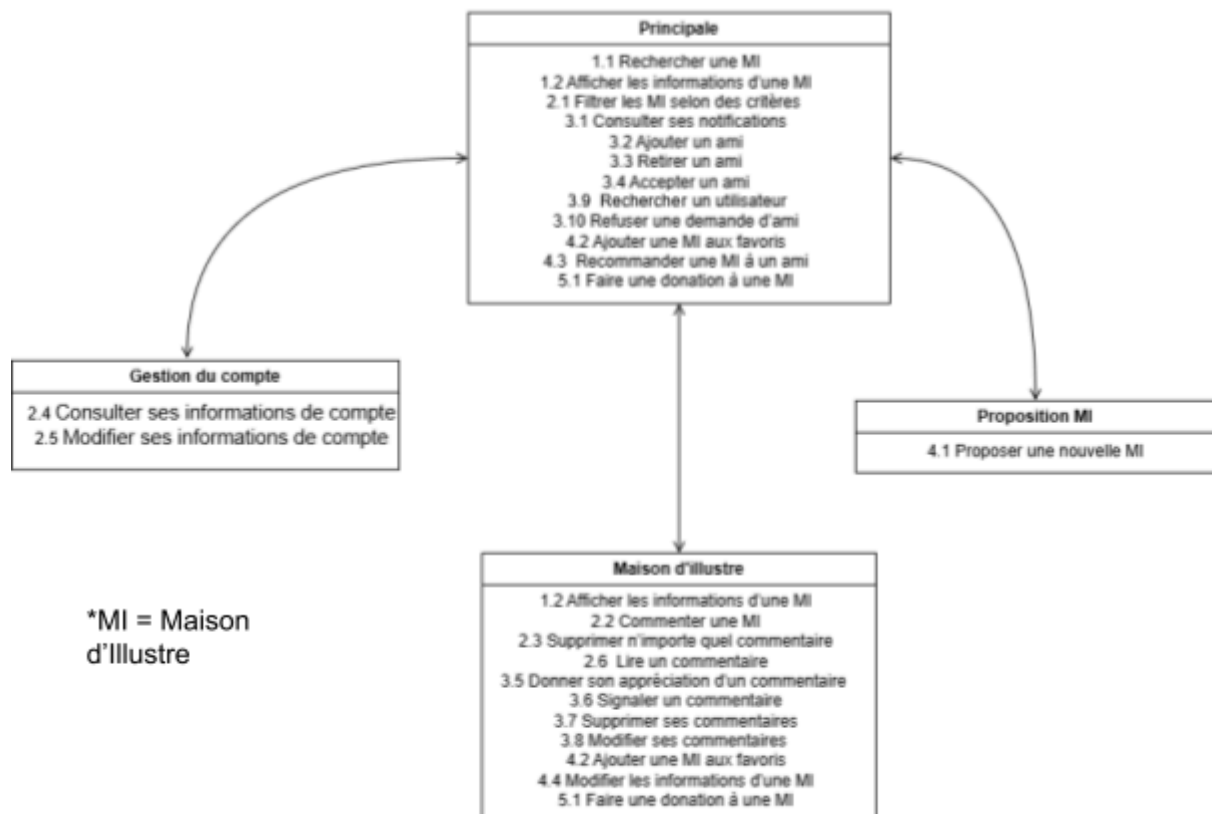 Principale
1.1 Rechercher une MI
1.2 Afficher les informations d'une MI
2.1 Filtrer les MI selon des critères
3.1 Consulter ses notifications
3.2 Ajouter un ami
3.3 Retirer un ami
3.4 Accepter un ami
3.9 Rechercher un utilisateur
3.10 Refuser une demande d'ami
4.2 Ajouter une MI aux favoris
4.3 Recommander une MI á un ami
5.1 Faire une donation á une MI
Gestion du compte
2.4 Consulter ses informations de compte
2.5 Modifier ses informations de compte
Proposition MI
4.1 Proposer une nouvelle MI
Maison d'illustre
1.2 Afficher les informations d'une MI
2.2 Commenter une MI
2.3 Supprimer n'importe quel commentaire
2.6 Lire un commentaire
3.5 Donner son appréciation d'un commentaire
3.6 Signaler un commentaire
3.7 Supprimer ses commentaires
3.8 Modifier ses commentaires
4.2 Ajouter une MI aux favoris
4.4 Modifier les informations d'une MI
5.1 Faire une donation á une MI
*MI = Maison
d'Illustre